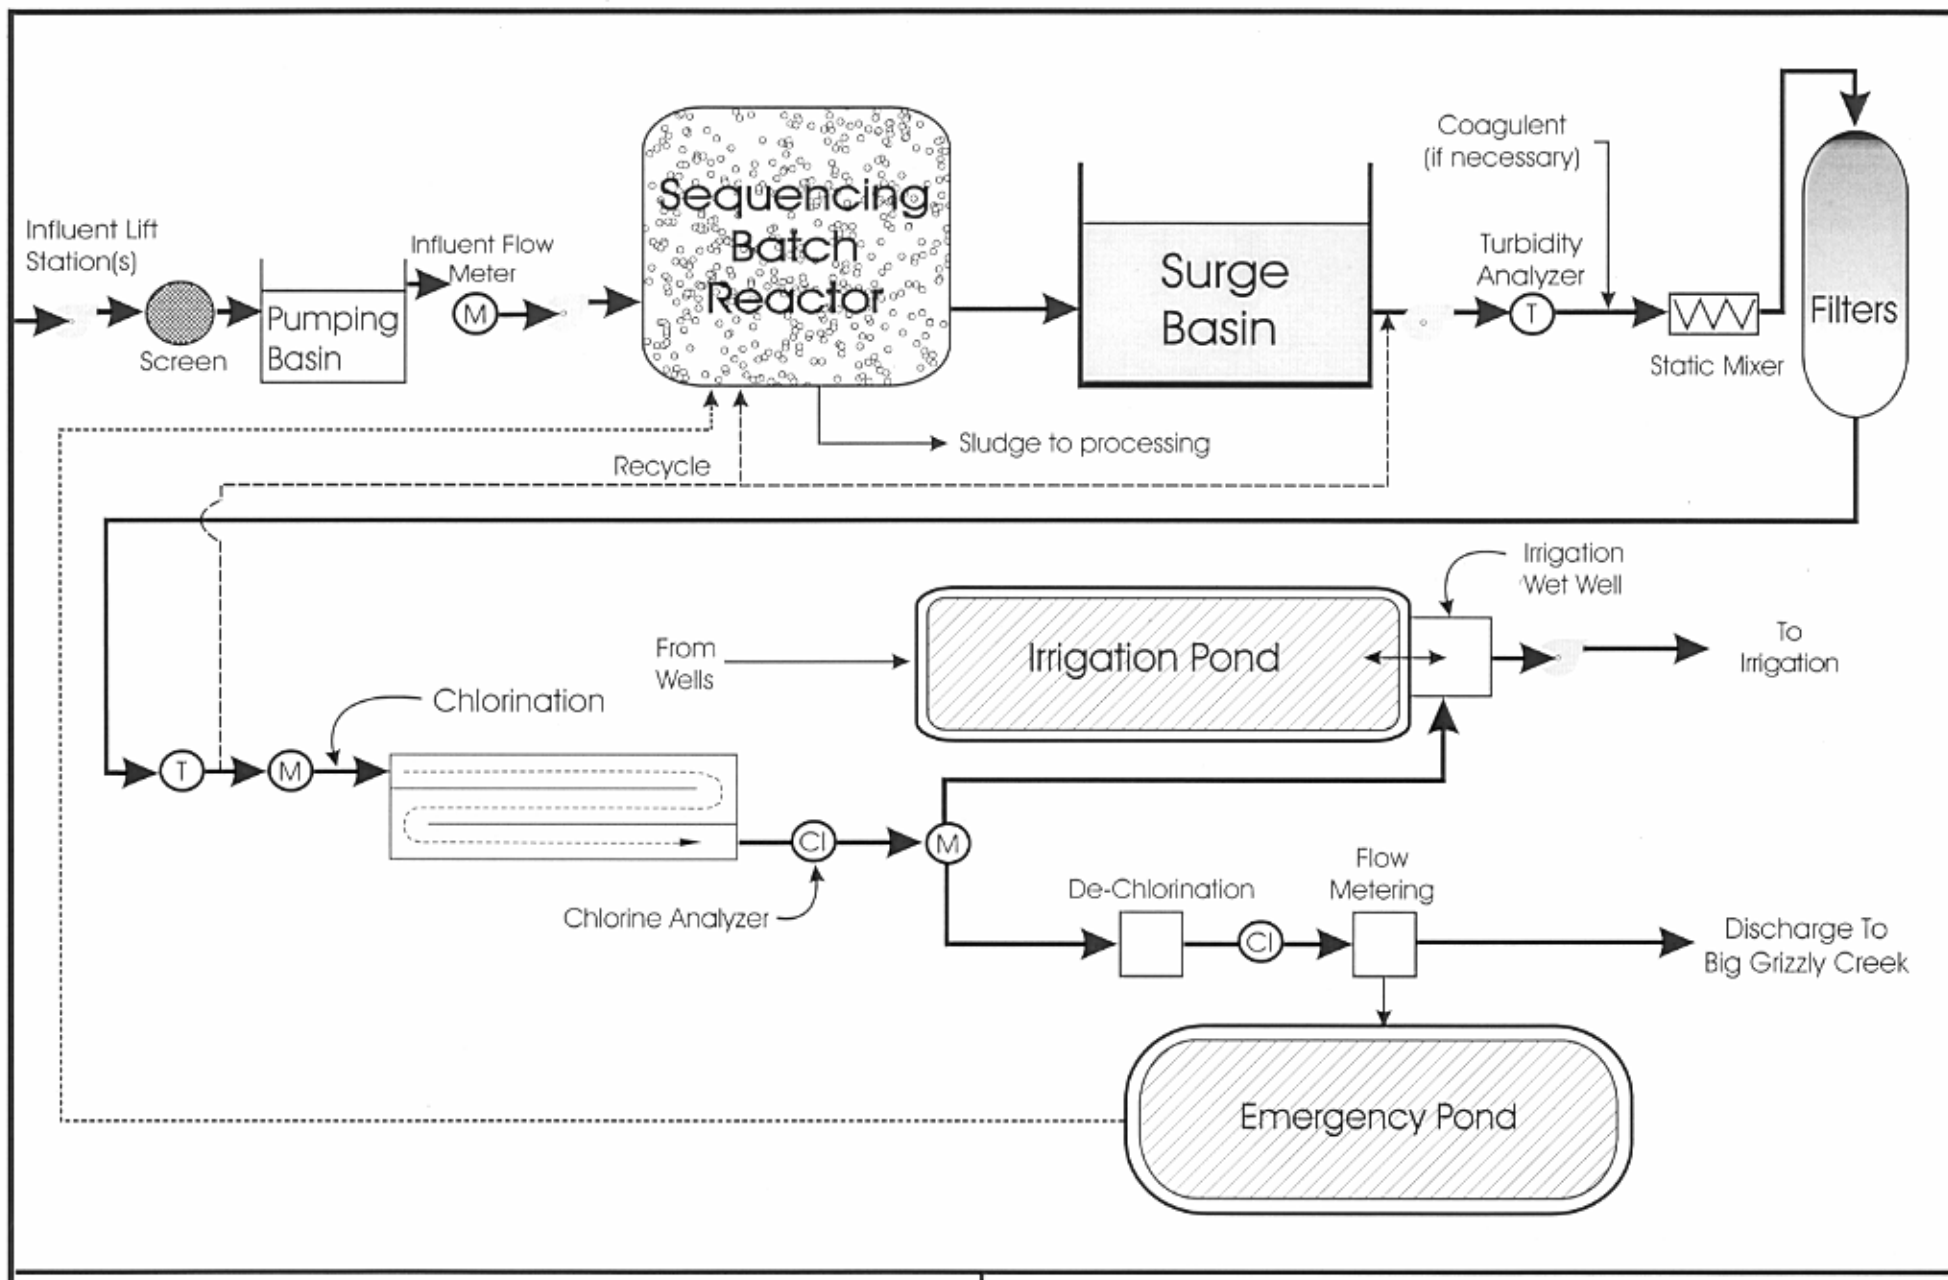 Influent Lift
Station(s)
Screen
Pumping
Basin
Influent Flow
Meter
M
Sequencing
Batch
Reactor
Surge
Basin
Coagulent
(if necessary)
Turbidity
Analyzer
T
Static Mixer
Filters
Sludge to processing
Recycle
Irrigation
Wet Well
From
Wells
Irrigation Pond
To
Irrigation
Chlorination
T
M
Cl
M
Chlorine Analyzer
De-Chlorination
Cl
Flow
Metering
Discharge To
Big Grizzly Creek
Emergency Pond